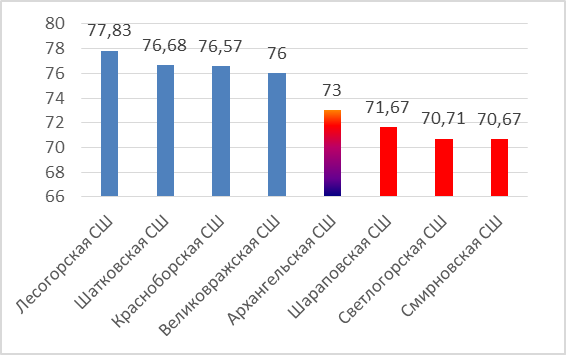 80
78
76
74
72
70
68
66
77,83
76,68
76,57
76
73
71,67
70,71
70,67
Лесогорская СШ
Шатковская СШ
Красноборская СШ
Великовражская СШ
Архангельская СШ
Шараповская СШ
Светлогорская СШ
Смирновская СШ